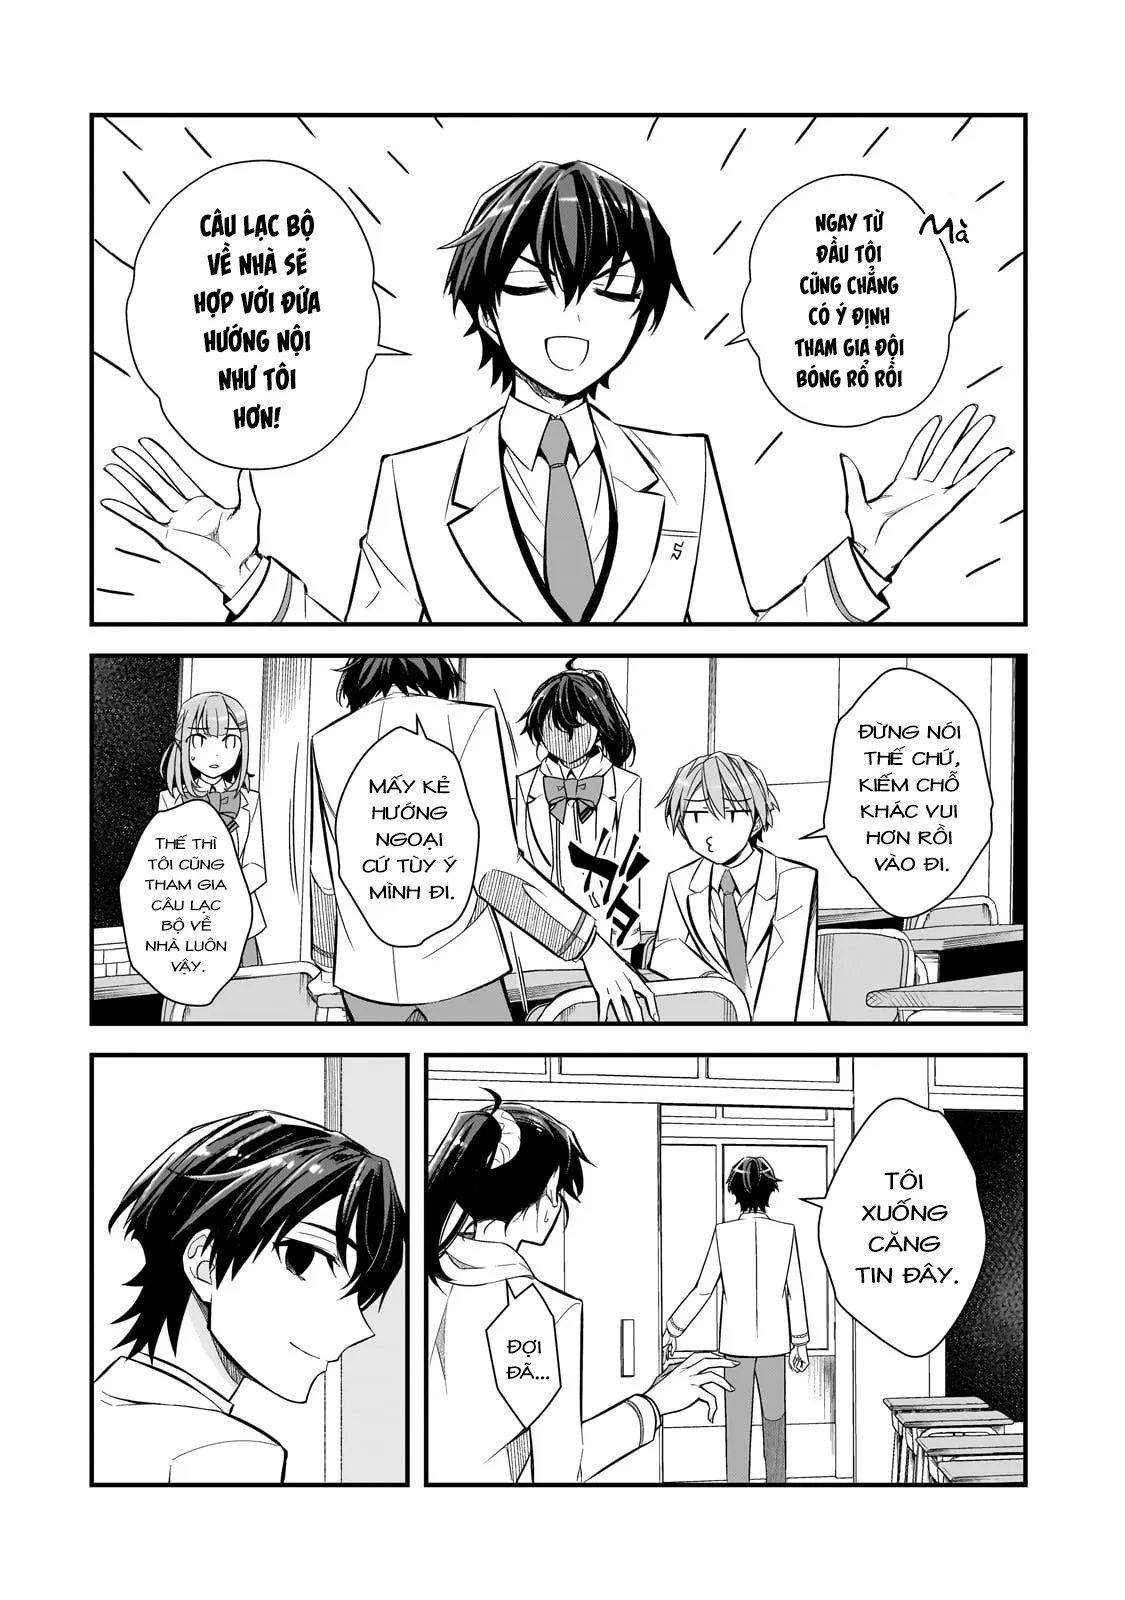 Mà
NGAY TỪ
ĐẦU TÔI
CŨNG CHẲNG
CÓ Ý ĐỊNH
THAM GIA ĐỘI
BÓNG RỔ RỒI
CÂU LẠC BỘ
VỀ NHÀ SẼ
HỢP VỚI ĐỨA
HƯỚNG NỘI
NHƯ TÔI
HƠN!
ĐỪNG NÓI
THẾ CHỨ,
KIẾM CHỖ
KHÁC VUI
HƠN RỒI
VÀO ĐI.
MẤY KẺ
HƯỚNG
NGOẠI
CỨ TÙY Ý
MÌNH ĐI.
THẾ THÌ
TÔI CŨNG
THAM GIA
CÂU LẠC
BỘ VỀ
NHÀ LUÔN
VẬY.
TÔI
XUỐNG
CĂNG
TIN ĐÂY.
ĐỢI
ĐÃ...